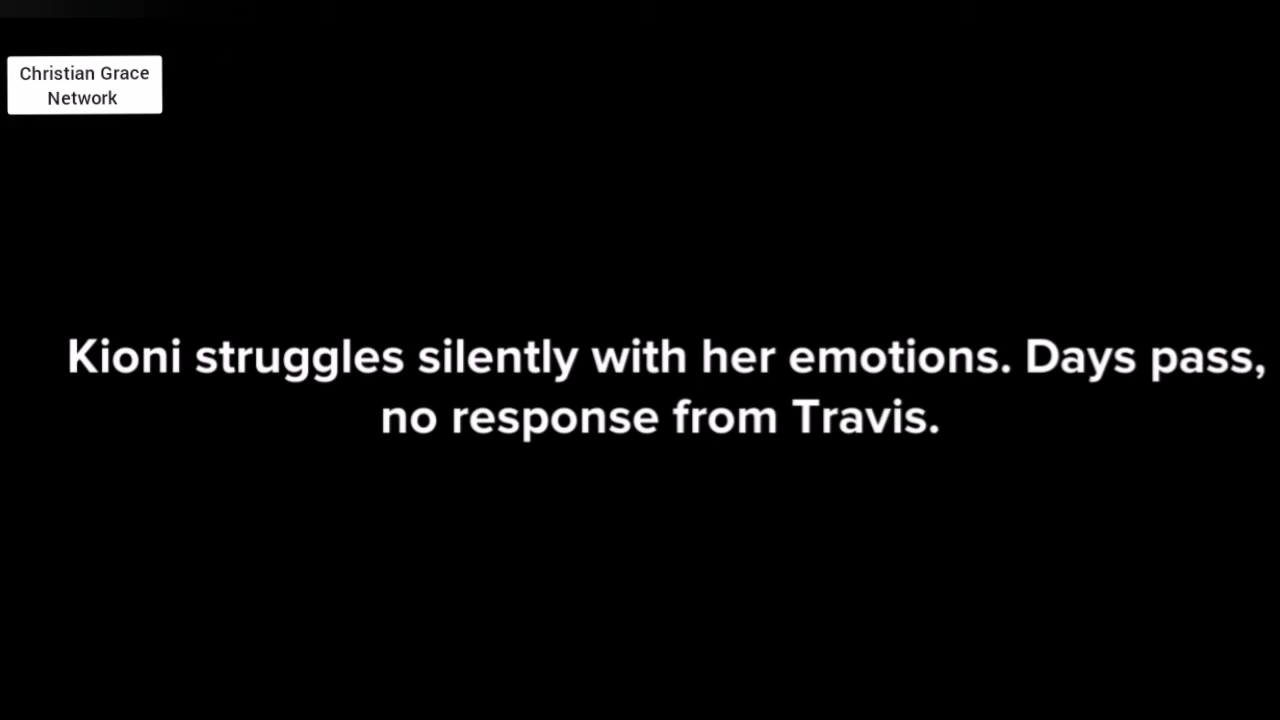 Christian Grace
Network
Kioni struggles silently with her emotions. Days pass,
no response from Travis.